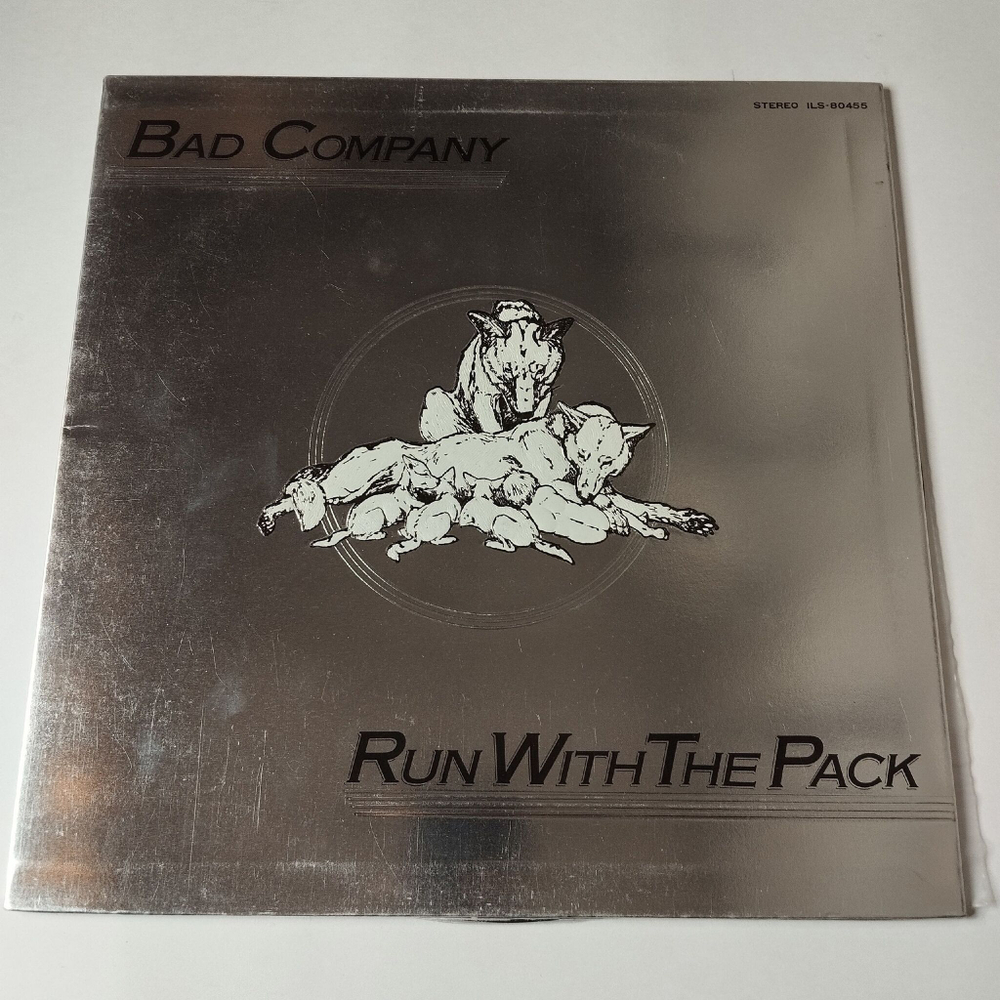 STEREO ILS-80455
BAD COMPANY
RUN WITH THE PACK